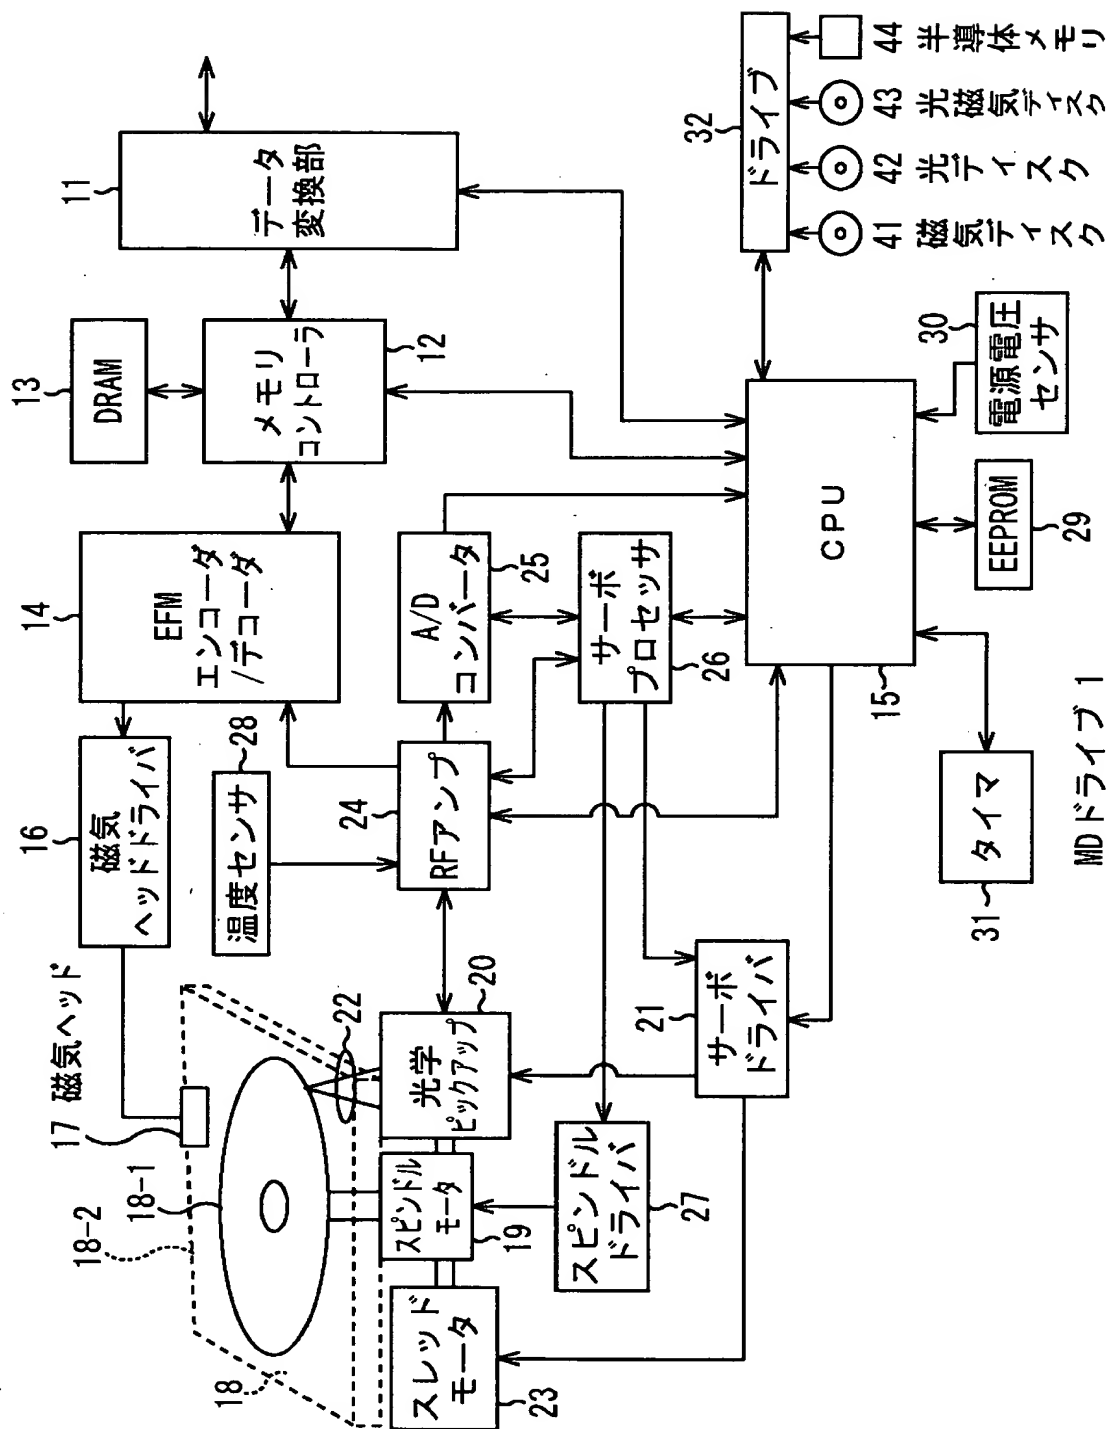 18
18-2
18-1
17 磁気ヘッド
16
磁気
ヘッドドライバ
14
EFM
エンコーダ
/デコーダ
13
DRAM
メモリ
コントローラ
12
11
データ
変換部
温度センサ
28
22
スレッド
モータ
23
スピンドル
モータ
19
光学
ピックアップ
20
24
RFアンプ
A/D
コンバータ
25
サーボ
プロセッサ
26
スピンドル
ドライバ
27
21
サーボ
ドライバ
CPU
15
32
ドライブ
41 磁気ディスク
42 光ディスク
43 光磁気ディスク
44 半導体メモリ
31
タイマ
EEPROM
29
30
電源電圧
センサ
MDドライブ 1